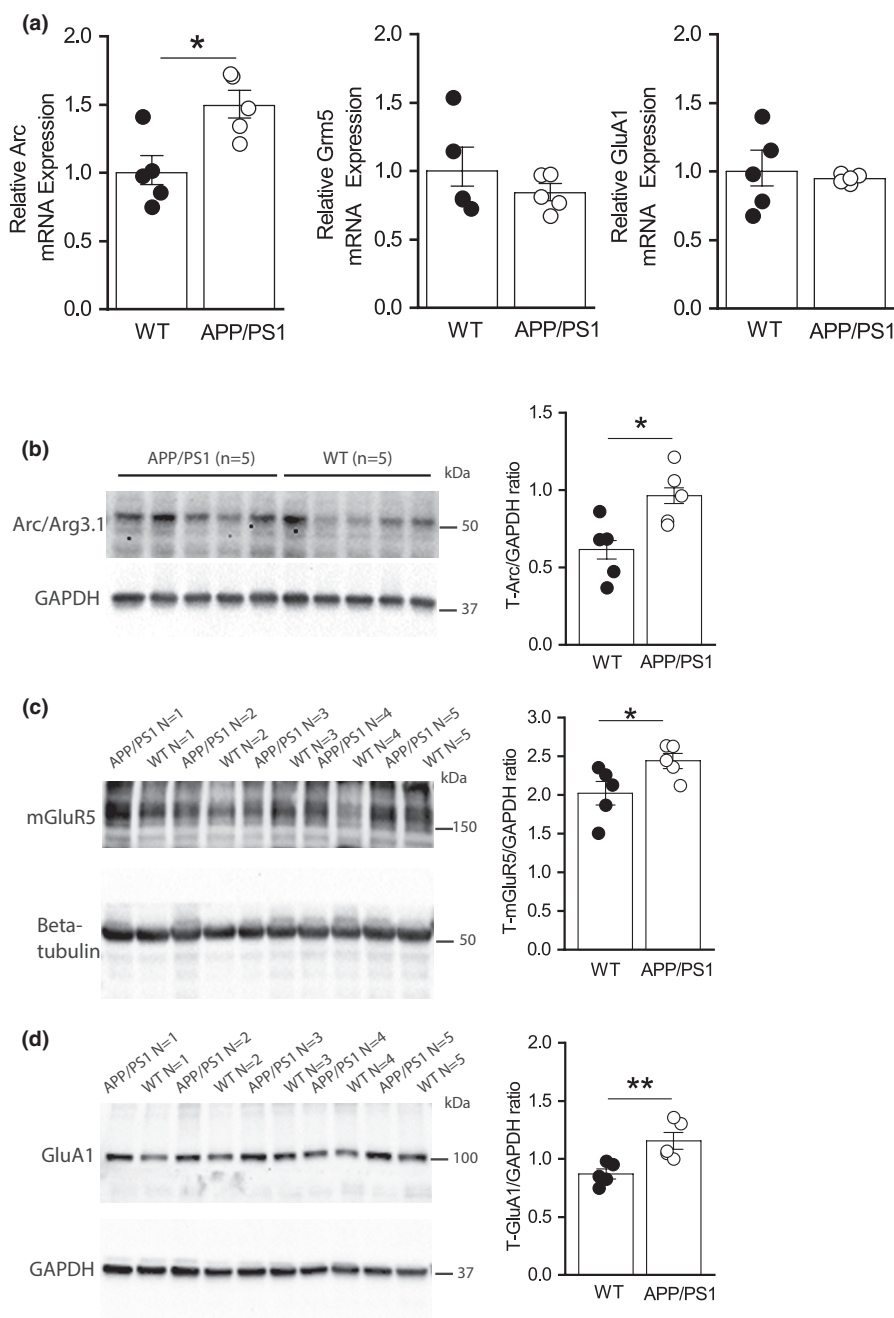 (a)
Relative Arc
mRNA Expression
2.0
1.5
1.0
0.5
0.0
*
WT
APP/PS1
Relative Grm5
mRNA Expression
2.0
1.5
1.0
0.5
0.0
WT
APP/PS1
Relative GluA1
mRNA Expression
2.0
1.5
1.0
0.5
0.0
WT
APP/PS1
(b)
APP/PS1 (n=5)
WT (n=5)
kDa
Arc/Arg3.1
50
GAPDH
37
T-Arc/GAPDH ratio
1.5
1.0
0.5
0.0
*
WT
APP/PS1
(c)
APP/PS1 N=1
WT N=1
APP/PS1 N=2
WT N=2
APP/PS1 N=3
WT N=3
APP/PS1 N=4
WT N=4
APP/PS1 N=5
WT N=5
kDa
mGluR5
150
Beta-
tubulin
50
T-mGluR5/GAPDH ratio
3.0
2.5
2.0
1.5
1.0
0.5
0.0
*
WT
APP/PS1
(d)
APP/PS1 N=1
WT N=1
APP/PS1 N=2
WT N=2
APP/PS1 N=3
WT N=3
APP/PS1 N=4
WT N=4
APP/PS1 N=5
WT N=5
kDa
GluA1
100
GAPDH
37
T-GluA1/GAPDH ratio
2.0
1.5
1.0
0.5
0.0
**
WT
APP/PS1